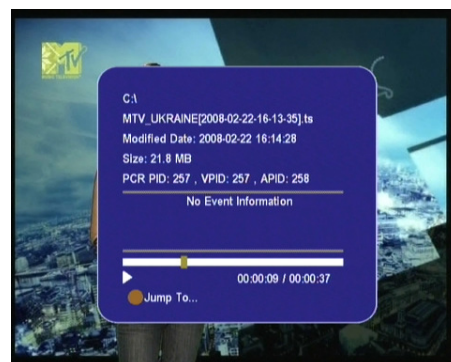 MTV
C:\
MTV_UKRAINE[2008-02-22-16-13-35].ts
Modified Date: 2008-02-22 16:14:28
Size: 21.8 MB
PCR PID: 257 , VPID: 257 , APID: 258
No Event Information
00:00:09 / 00:00:37
Jump To...